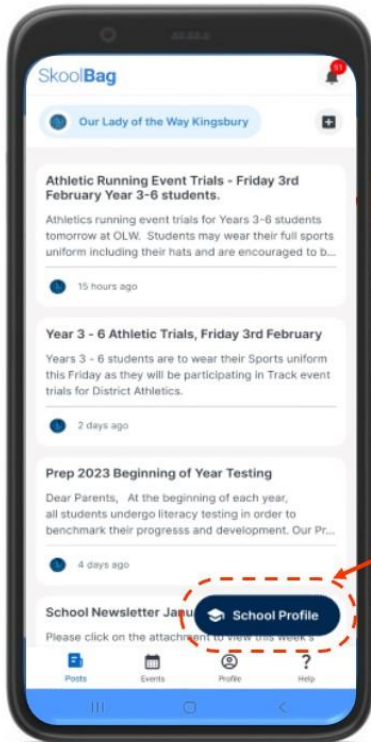 SkoolBag
51
Our Lady of the Way Kingsbury
Athletic Running Event Trials - Friday 3rd
February Year 3-6 students.
Athletics running event trials for Years 3-6 students
tomorrow at OLW. Students may wear their full sports
uniform including their hats and are encouraged to b...
15 hours ago
Year 3 - 6 Athletic Trials, Friday 3rd February
Years 3 - 6 students are to wear their Sports uniform
this Friday as they will be participating in Track event
trials for District Athletics.
2 days ago
Prep 2023 Beginning of Year Testing
Dear Parents, At the beginning of each year,
all students undergo literacy testing in order to
benchmark their progresss and development. Our Pr...
4 days ago
School Newsletter Janu
School Profile
Please click on the attachment to view this week's
Posts
Events
Profile
Help